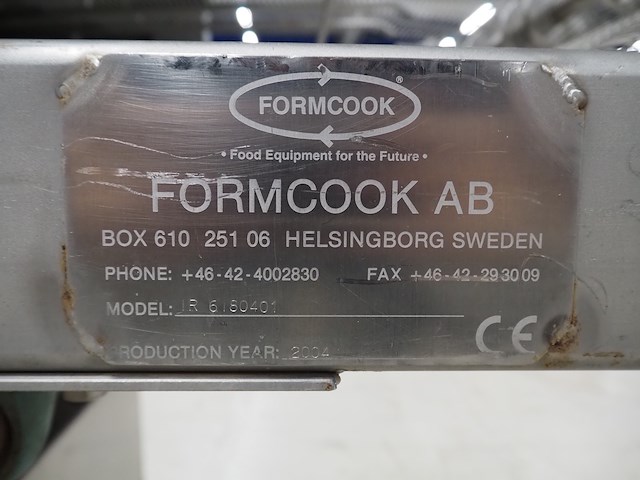 FORMCOOK®
• Food Equipment for the Future •
FORMCOOK AB
BOX 610 251 06 HELSINGBORG SWEDEN
PHONE: +46-42-4002830 FAX +46-42-293009
MODEL: JR 6180401
PRODUCTION YEAR: 2004
CE